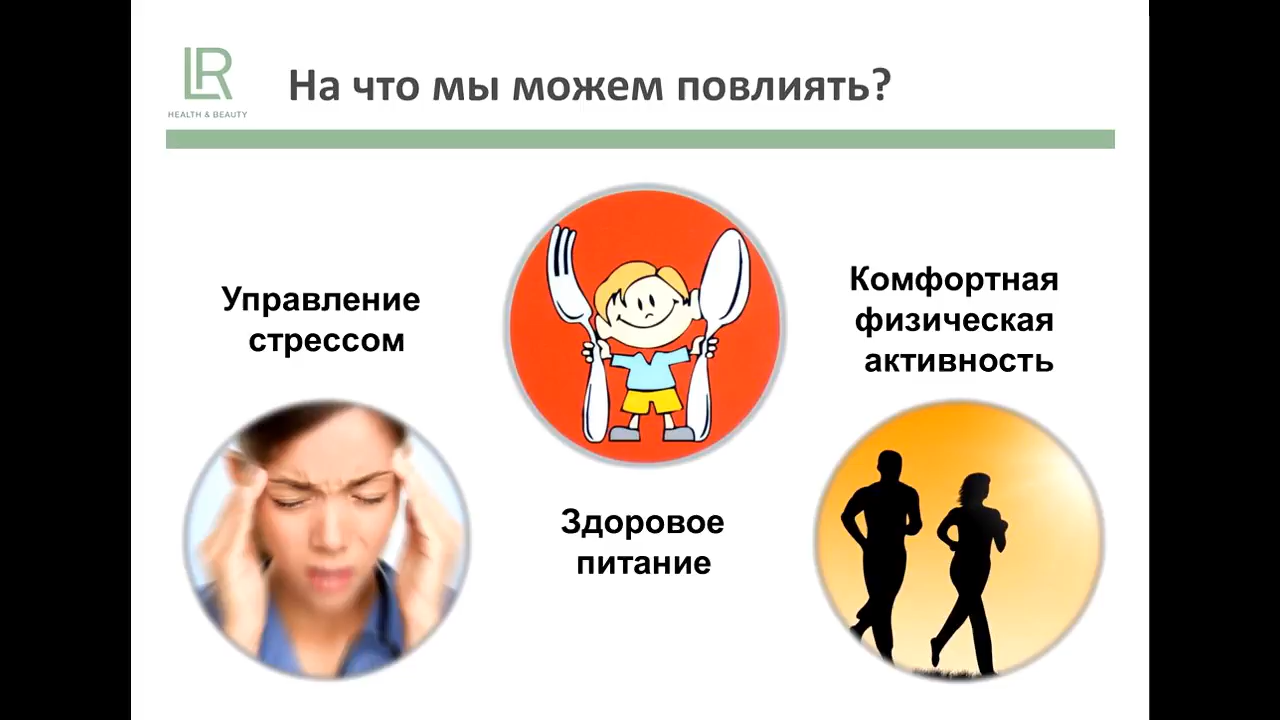 LR
HEALTH & BEAUTY
На что мы можем повлиять?
Управление
стрессом
Здоровое
питание
Комфортная
физическая
активность